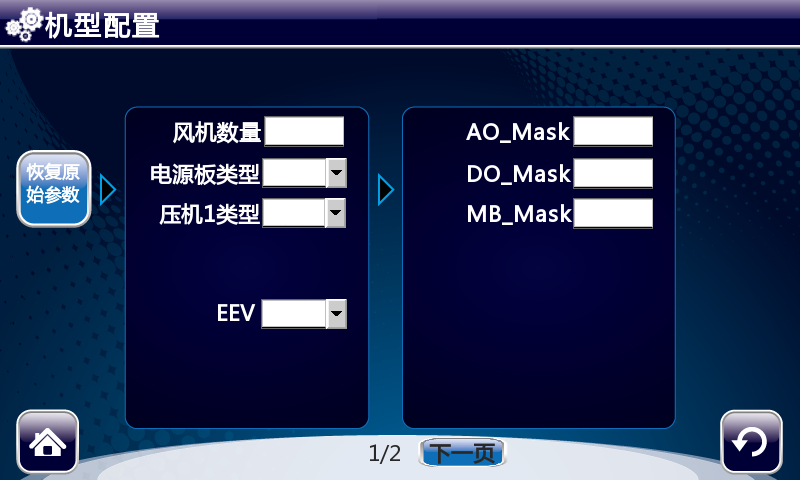 机型配置
恢复原
始参数
风机数量
电源板类型
压机1类型
EEV
AO_Mask
DO_Mask
MB_Mask
1/2
下一页